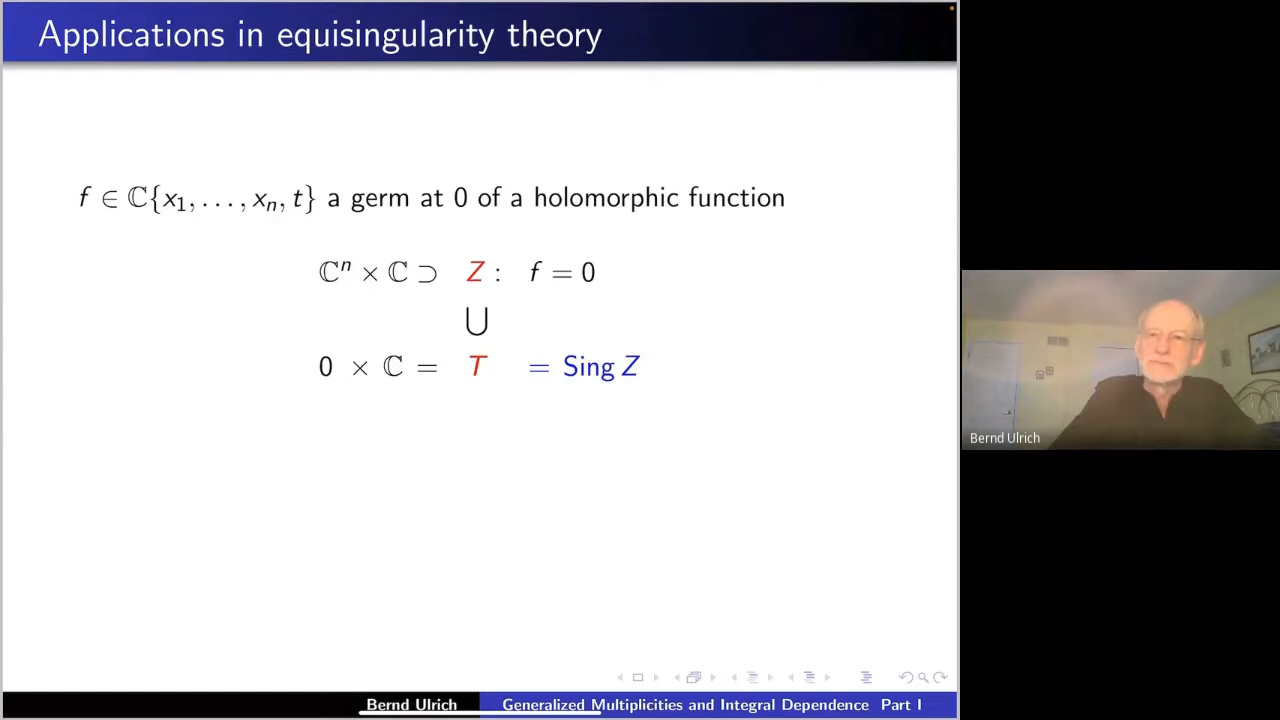 Applications in equisingularity theory
f ∈ ℂ{x₁, . . . , xₙ, t} a germ at 0 of a holomorphic function
ℂⁿ × ℂ ⊃ Z : f = 0
∪
0 × ℂ = T = Sing Z
Bernd Ulrich
Bernd Ulrich Generalized Multiplicities and Integral Dependence Part I